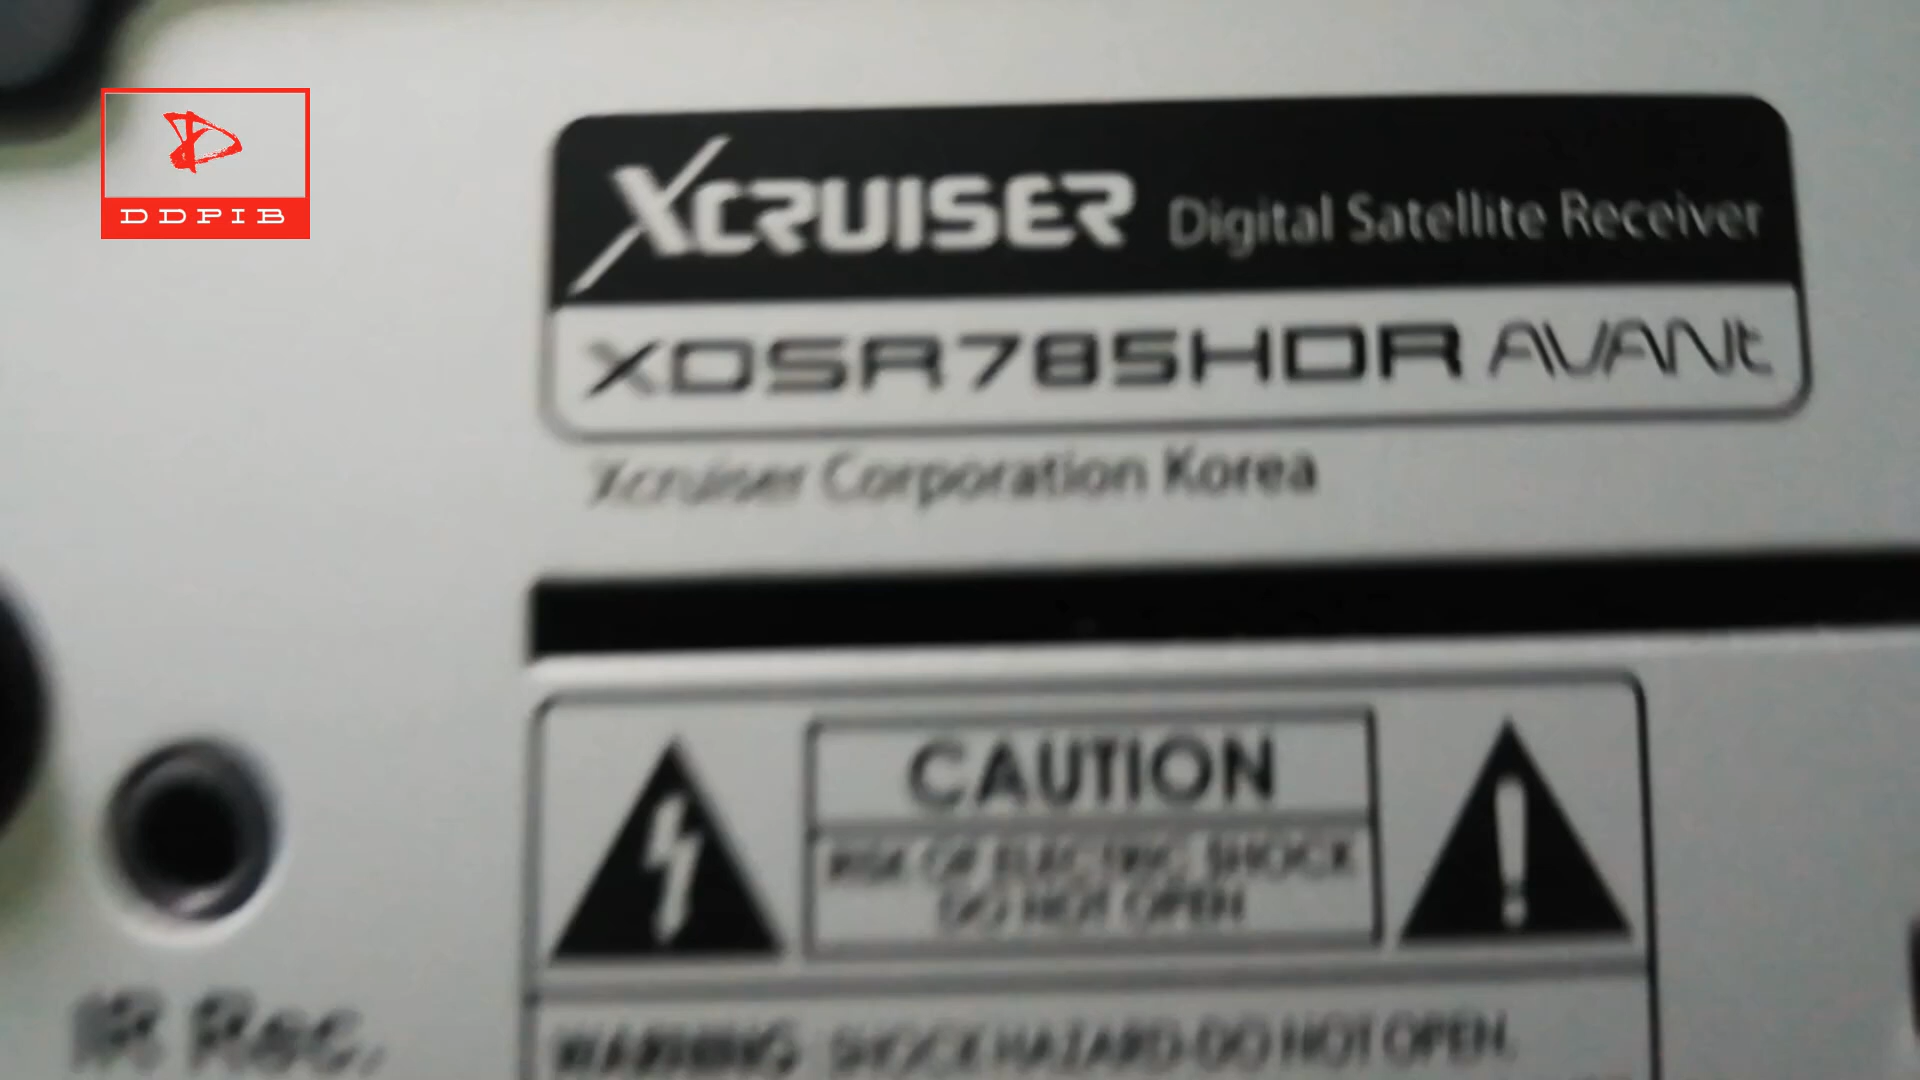 DDPIB
XCRUISER Digital Satellite Receiver
XDSR785HDR AVANt
Xcruiser Corporation Korea
CAUTION
RISK OF ELECTRIC SHOCK
DO NOT OPEN
IR Rec.
WARNING SHOCK HAZARD-DO NOT OPEN.